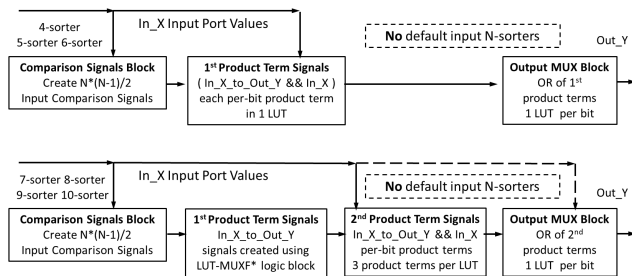 4-sorter
5-sorter 6-sorter
In_X Input Port Values
No default input N-sorters
Out_Y
Comparison Signals Block
Create N*(N-1)/2
Input Comparison Signals
1st Product Term Signals
( In_X_to_Out_Y && In_X )
each per-bit product term
in 1 LUT
Output MUX Block
OR of 1st
product terms
1 LUT per bit
7-sorter 8-sorter
9-sorter 10-sorter
In_X Input Port Values
No default input N-sorters
Out_Y
Comparison Signals Block
Create N*(N-1)/2
Input Comparison Signals
1st Product Term Signals
In_X_to_Out_Y
signals created using
LUT-MUXF* logic block
2nd Product Term Signals
In_X_to_Out_Y && In_X
per-bit product terms
3 product terms per LUT
Output MUX Block
OR of 2nd
product terms
1 LUT per bit